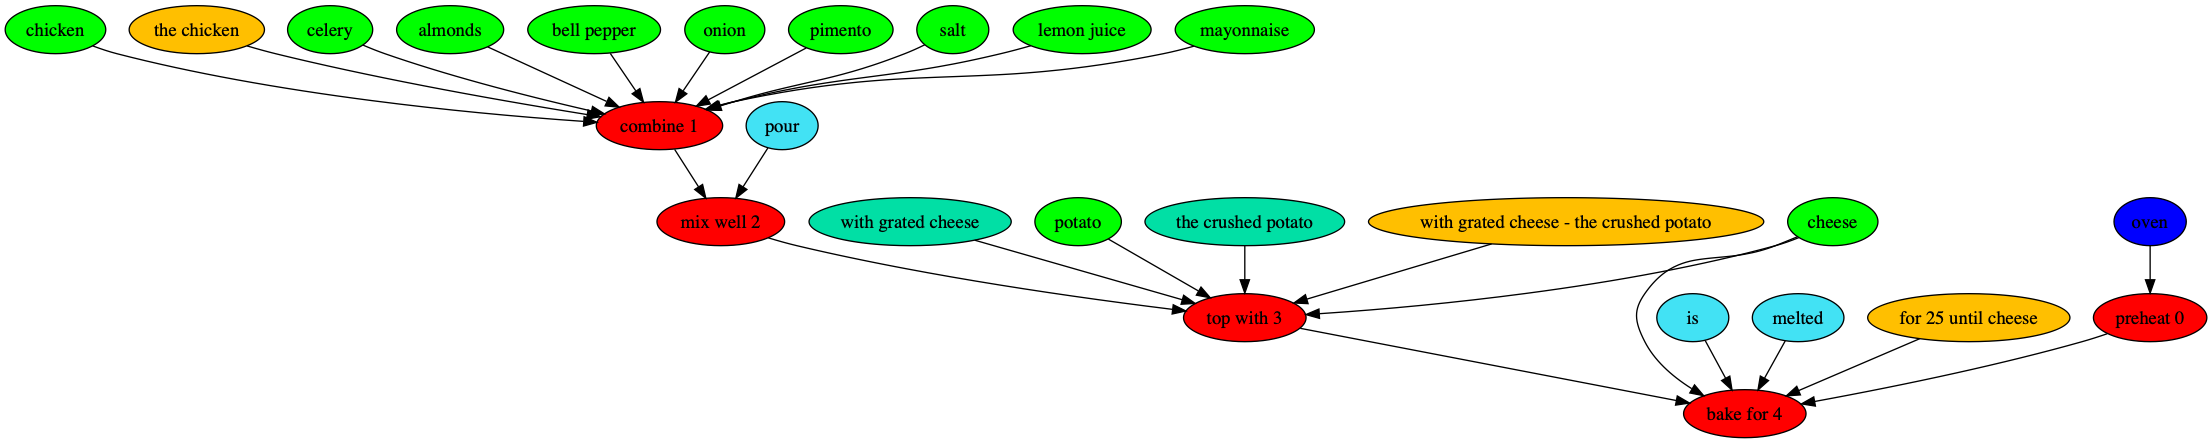 chicken
the chicken
celery
almonds
bell pepper
onion
pimento
salt
lemon juice
mayonnaise
combine 1
pour
mix well 2
with grated cheese
potato
the crushed potato
with grated cheese - the crushed potato
cheese
oven
top with 3
is
melted
for 25 until cheese
preheat 0
bake for 4